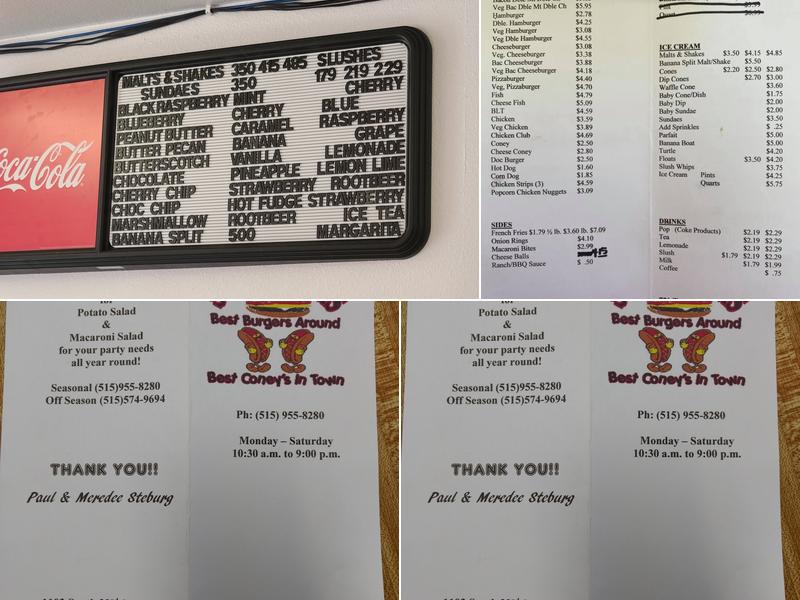 Coca-Cola
MALTS & SHAKES 350 415 485 SLUSHES
SUNDAES 350 179 219 229
BLACK RASPBERRY MINT CHERRY
BLUEBERRY CHERRY BLUE
PEANUT BUTTER CARAMEL RASPBERRY
BUTTER PECAN BANANA GRAPE
BUTTERSCOTCH VANILLA LEMONADE
CHOCOLATE PINEAPPLE LEMON LIME
CHERRY CHIP STRAWBERRY ROOTBEER
CHOC CHIP HOT FUDGE STRAWBERRY
MARSHMALLOW ROOTBEER ICE TEA
BANANA SPLIT 500 MARGARITA
Veg Bac Dble Mt Dble Ch $5.95
Hamburger $2.78
Dble. Hamburger $4.25
Veg Hamburger $3.08
Veg Dble Hamburger $4.55
Cheeseburger $3.08
Veg. Cheeseburger $3.38
Bac Cheeseburger $3.88
Veg Bac Cheeseburger $4.18
Pizzaburger $4.40
Veg, Pizzaburger $4.70
Fish $4.79
Cheese Fish $5.09
BLT $4.59
Chicken $3.59
Veg Chicken $3.89
Chicken Club $4.69
Coney $2.50
Cheese Coney $2.80
Doc Burger $2.50
Hot Dog $1.60
Corn Dog $1.85
Chicken Strips (3) $4.59
Popcorn Chicken Nuggets $3.09
SIDES
French Fries $1.79 ½ lb. $3.60 lb. $7.09
Onion Rings $4.10
Macaroni Bites $2.99
Cheese Balls
Ranch/BBQ Sauce $ .50
ICE CREAM
Malts & Shakes $3.50 $4.15 $4.85
Banana Split Malt/Shake $5.50
Cones $2.20 $2.50 $2.80
Dip Cones $2.70 $3.00
Waffle Cone $3.60
Baby Cone/Dish $1.75
Baby Dip $2.00
Baby Sundae $2.00
Sundaes $3.50
Add Sprinkles $ .25
Parfait $5.00
Banana Boat $5.00
Turtle $4.20
Floats $3.50 $4.20
Slush Whips $3.75
Ice Cream Pints $4.25
Quarts $5.75
DRINKS
Pop (Coke Products) $2.19 $2.29
Tea $2.19 $2.29
Lemonade $2.19 $2.29
Slush $1.79 $2.19 $2.29
Milk $1.79 $1.99
Coffee $ .75
for
Potato Salad
&
Macaroni Salad
for your party needs
all year round!
Seasonal (515)955-8280
Off Season (515)574-9694
THANK YOU!!
Paul & Meredee Steburg
Best Burgers Around
Best Coney's in Town
Ph: (515) 955-8280
Monday – Saturday
10:30 a.m. to 9:00 p.m.
for
Potato Salad
&
Macaroni Salad
for your party needs
all year round!
Seasonal (515)955-8280
Off Season (515)574-9694
THANK YOU!!
Paul & Meredee Steburg
Best Burgers Around
Best Coney's in Town
Ph: (515) 955-8280
Monday – Saturday
10:30 a.m. to 9:00 p.m.